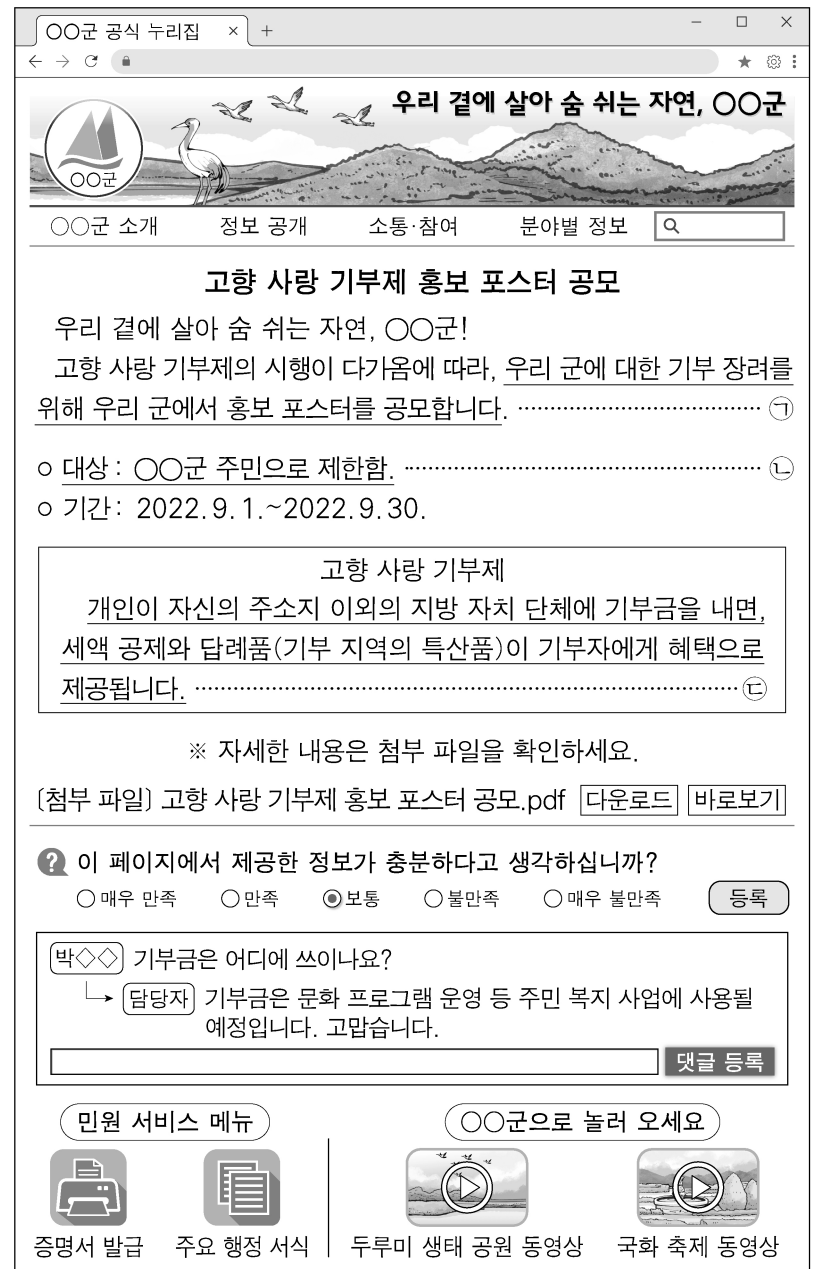 ○○군 공식 누리집 × +
우리 곁에 살아 숨 쉬는 자연, ○○군
○○군
○○군 소개 정보 공개 소통·참여 분야별 정보
고향 사랑 기부제 홍보 포스터 공모
우리 곁에 살아 숨 쉬는 자연, ○○군!
고향 사랑 기부제의 시행이 다가옴에 따라, 우리 군에 대한 기부 장려를
위해 우리 군에서 홍보 포스터를 공모합니다. ㉠
○ 대상 : ○○군 주민으로 제한함. ㉡
○ 기간 : 2022. 9. 1.~2022. 9. 30.
고향 사랑 기부제
개인이 자신의 주소지 이외의 지방 자치 단체에 기부금을 내면,
세액 공제와 답례품(기부 지역의 특산품)이 기부자에게 혜택으로
제공됩니다. ㉢
※ 자세한 내용은 첨부 파일을 확인하세요.
[첨부 파일] 고향 사랑 기부제 홍보 포스터 공모.pdf 다운로드 바로보기
? 이 페이지에서 제공한 정보가 충분하다고 생각하십니까?
○매우 만족 ○만족 ◉보통 ○불만족 ○매우 불만족 등록
박◇◇ 기부금은 어디에 쓰이나요?
담당자 기부금은 문화 프로그램 운영 등 주민 복지 사업에 사용될
예정입니다. 고맙습니다.
댓글 등록
민원 서비스 메뉴 ○○군으로 놀러 오세요
증명서 발급 주요 행정 서식 두루미 생태 공원 동영상 국화 축제 동영상